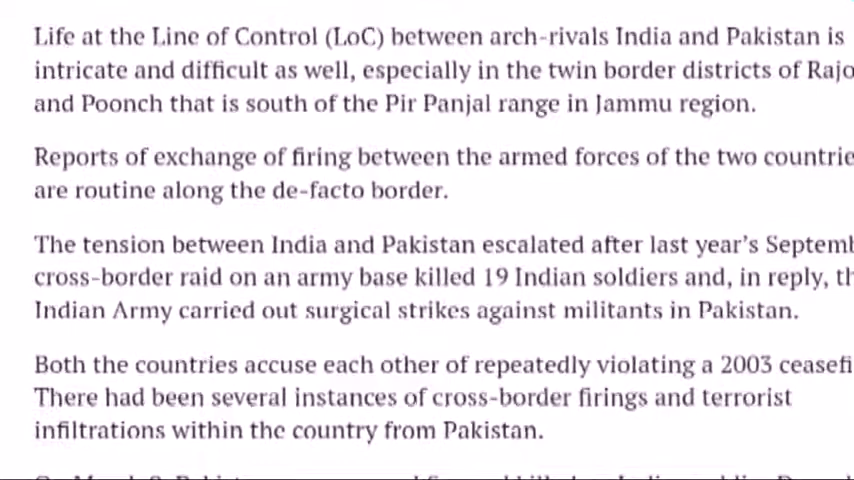 Life at the Line of Control (LoC) between arch-rivals India and Pakistan is
intricate and difficult as well, especially in the twin border districts of
and Poonch that is south of the Pir Panjal range in Jammu region.
Reports of exchange of firing between the armed forces of the two
are routine along the de-facto border.
The tension between India and Pakistan escalated after last year’s
cross-border raid on an army base killed 19 Indian soldiers and, in reply,
Indian Army carried out surgical strikes against militants in Pakistan.
Both the countries accuse each other of repeatedly violating a 2003
There had been several instances of cross-border firings and terrorist
infiltrations within the country from Pakistan.